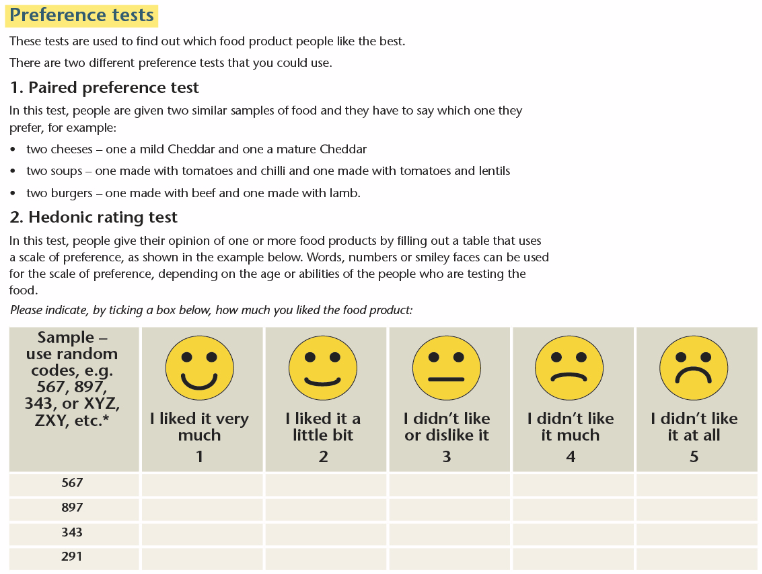 Preference tests
These tests are used to find out which food product people like the best.
There are two different preference tests that you could use.
1. Paired preference test
In this test, people are given two similar samples of food and they have to say which one they
prefer, for example:
• two cheeses – one a mild Cheddar and one a mature Cheddar
• two soups – one made with tomatoes and chilli and one made with tomatoes and lentils
• two burgers – one made with beef and one made with lamb.
2. Hedonic rating test
In this test, people give their opinion of one or more food products by filling out a table that uses
a scale of preference, as shown in the example below. Words, numbers or smiley faces can be used
for the scale of preference, depending on the age or abilities of the people who are testing the
food.
Please indicate, by ticking a box below, how much you liked the food product:
Sample –
use random
codes, e.g.
567, 897,
343, or XYZ,
ZXY, etc.*
I liked it very
much
1
I liked it a
little bit
2
I didn't like
or dislike it
3
I didn't like
it much
4
I didn't like
it at all
5
567
897
343
291